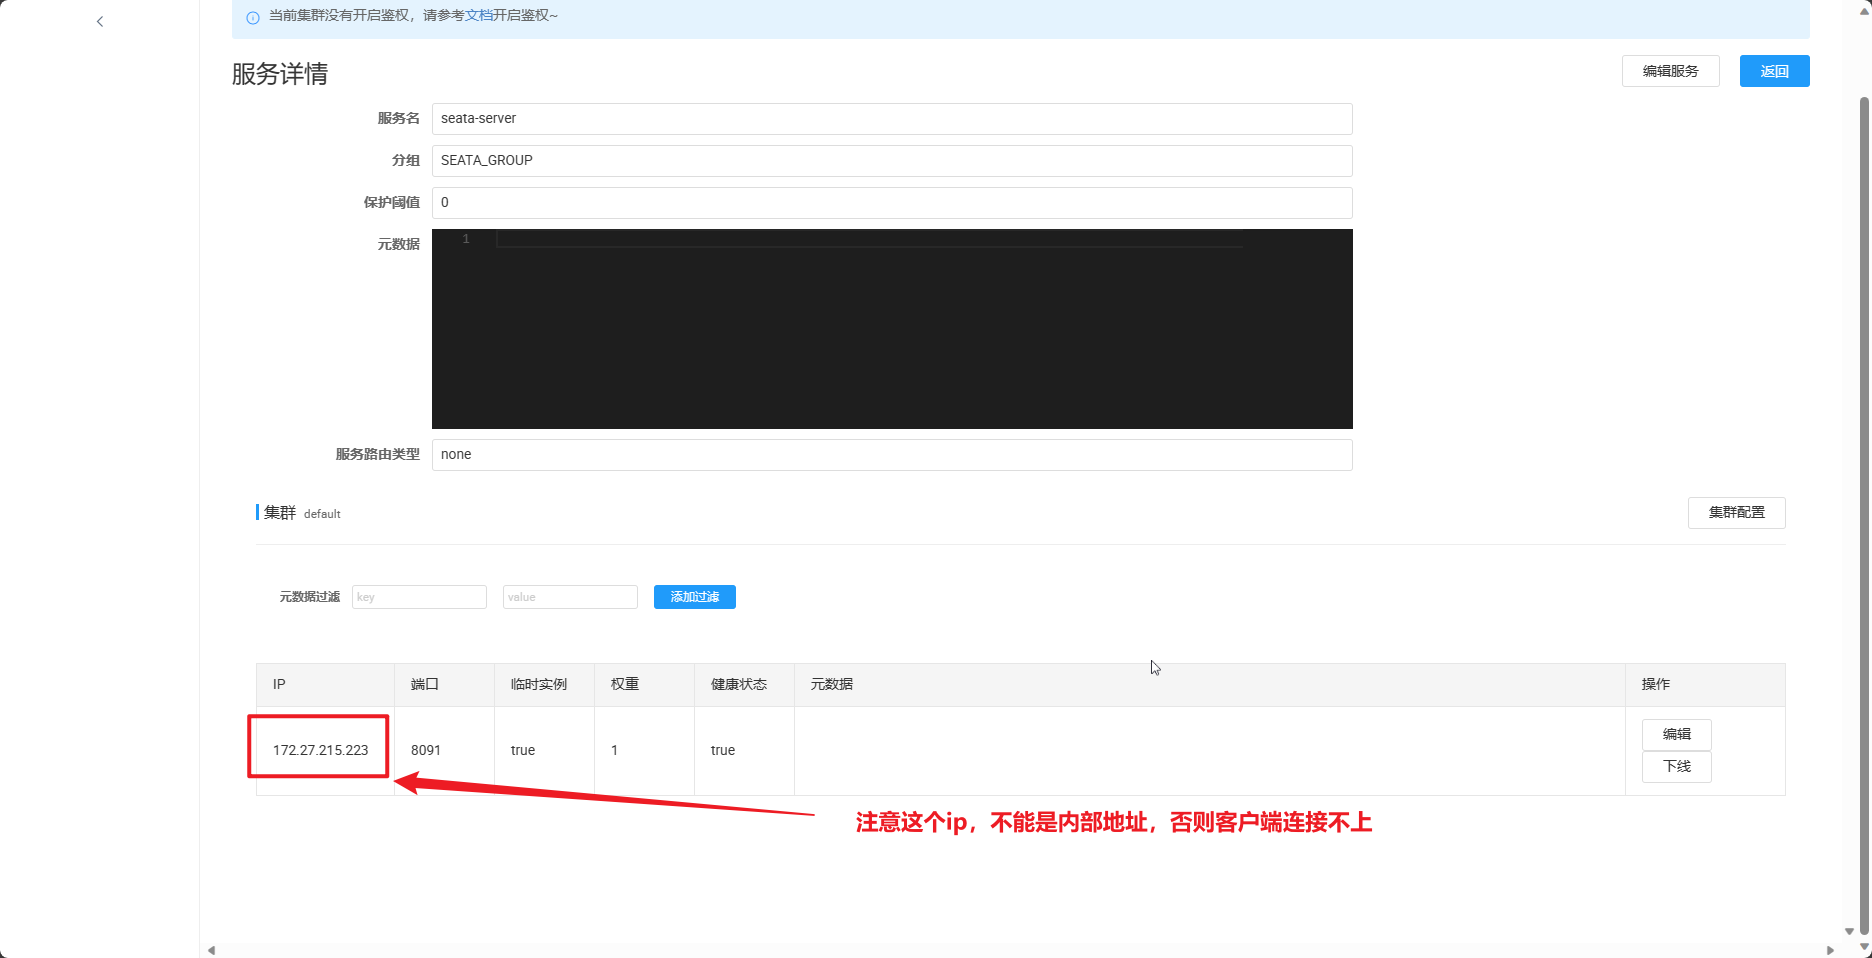 当前集群没有开启鉴权，请参考文档开启鉴权~
服务详情
编辑服务
返回
服务名 seata-server
分组 SEATA_GROUP
保护阈值 0
元数据 1
服务路由类型 none
集群 default
集群配置
元数据过滤 key value 添加过滤
IP 端口 临时实例 权重 健康状态 元数据 操作
172.27.215.223 8091 true 1 true 编辑
下线
注意这个ip，不能是内部地址，否则客户端连接不上